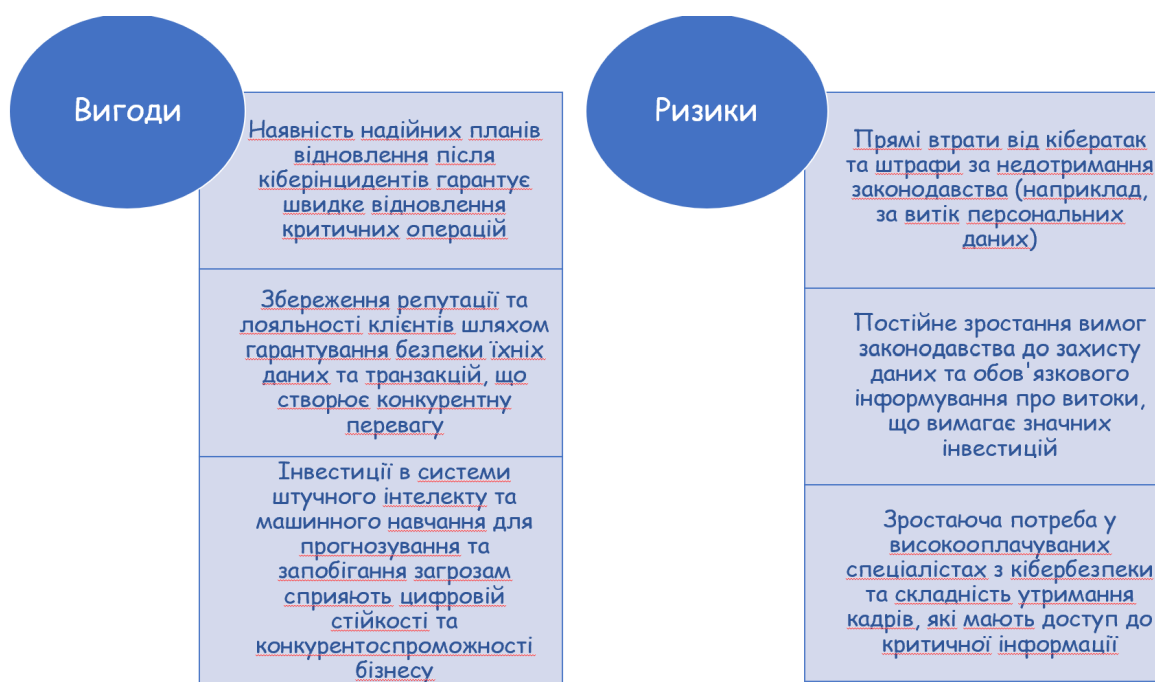 Вигоди
Наявність надійних планів
відновлення після
кіберінцидентів гарантує
швидке відновлення
критичних операцій
Збереження репутації та
лояльності клієнтів шляхом
гарантування безпеки їхніх
даних та транзакцій, що
створює конкурентну
перевагу
Інвестиції в системи
штучного інтелекту та
машинного навчання для
прогнозування та
запобігання загрозам
сприяють цифровій
стійкості та
конкурентоспроможності
бізнесу
Ризики
Прямі втрати від кібератак
та штрафи за недотримання
законодавства (наприклад,
за витік персональних
даних)
Постійне зростання вимог
законодавства до захисту
даних та обов'язкового
інформування про витоки,
що вимагає значних
інвестицій
Зростаюча потреба у
високооплачуваних
спеціалістах з кібербезпеки
та складність утримання
кадрів, які мають доступ до
критичної інформації